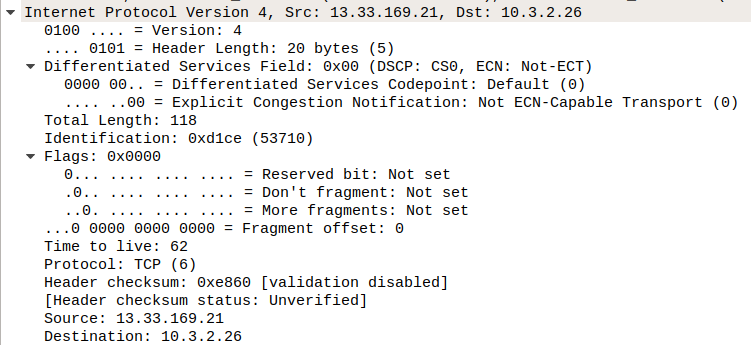 Internet Protocol Version 4, Src: 13.33.169.21, Dst: 10.3.2.26
0100 .... = Version: 4
.... 0101 = Header Length: 20 bytes (5)
Differentiated Services Field: 0x00 (DSCP: CS0, ECN: Not-ECT)
0000 00.. = Differentiated Services Codepoint: Default (0)
.... ..00 = Explicit Congestion Notification: Not ECN-Capable Transport (0)
Total Length: 118
Identification: 0xd1ce (53710)
Flags: 0x0000
0... .... .... .... = Reserved bit: Not set
.0.. .... .... .... = Don't fragment: Not set
..0. .... .... .... = More fragments: Not set
...0 0000 0000 0000 = Fragment offset: 0
Time to live: 62
Protocol: TCP (6)
Header checksum: 0xe860 [validation disabled]
[Header checksum status: Unverified]
Source: 13.33.169.21
Destination: 10.3.2.26